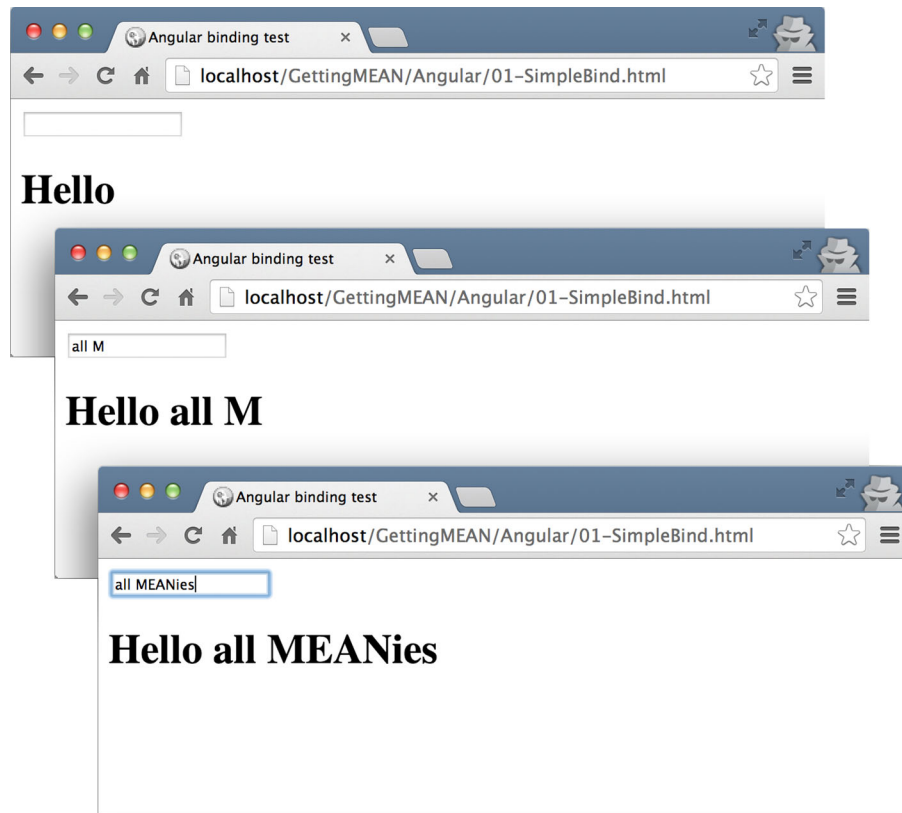 Angular binding test
localhost/GettingMEAN/Angular/01-SimpleBind.html
Hello
Angular binding test
localhost/GettingMEAN/Angular/01-SimpleBind.html
all M
Hello all M
Angular binding test
localhost/GettingMEAN/Angular/01-SimpleBind.html
all MEANies
Hello all MEANies